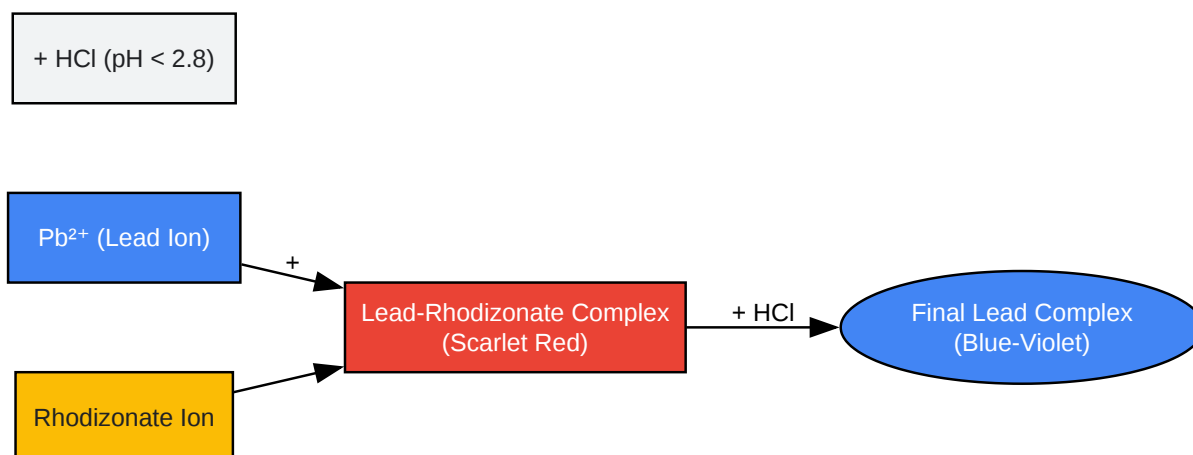 + HCl (pH < 2.8)
Pb²⁺ (Lead Ion)
+
Lead-Rhodizonate Complex
(Scarlet Red)
+ HCl
Final Lead Complex
(Blue-Violet)
Rhodizonate Ion